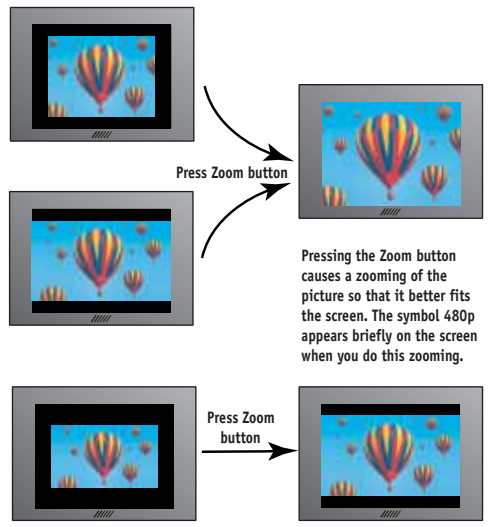 Press Zoom button
Pressing the Zoom button
causes a zooming of the
picture so that it better fits
the screen. The symbol 480p
appears briefly on the screen
when you do this zooming.
Press Zoom
button